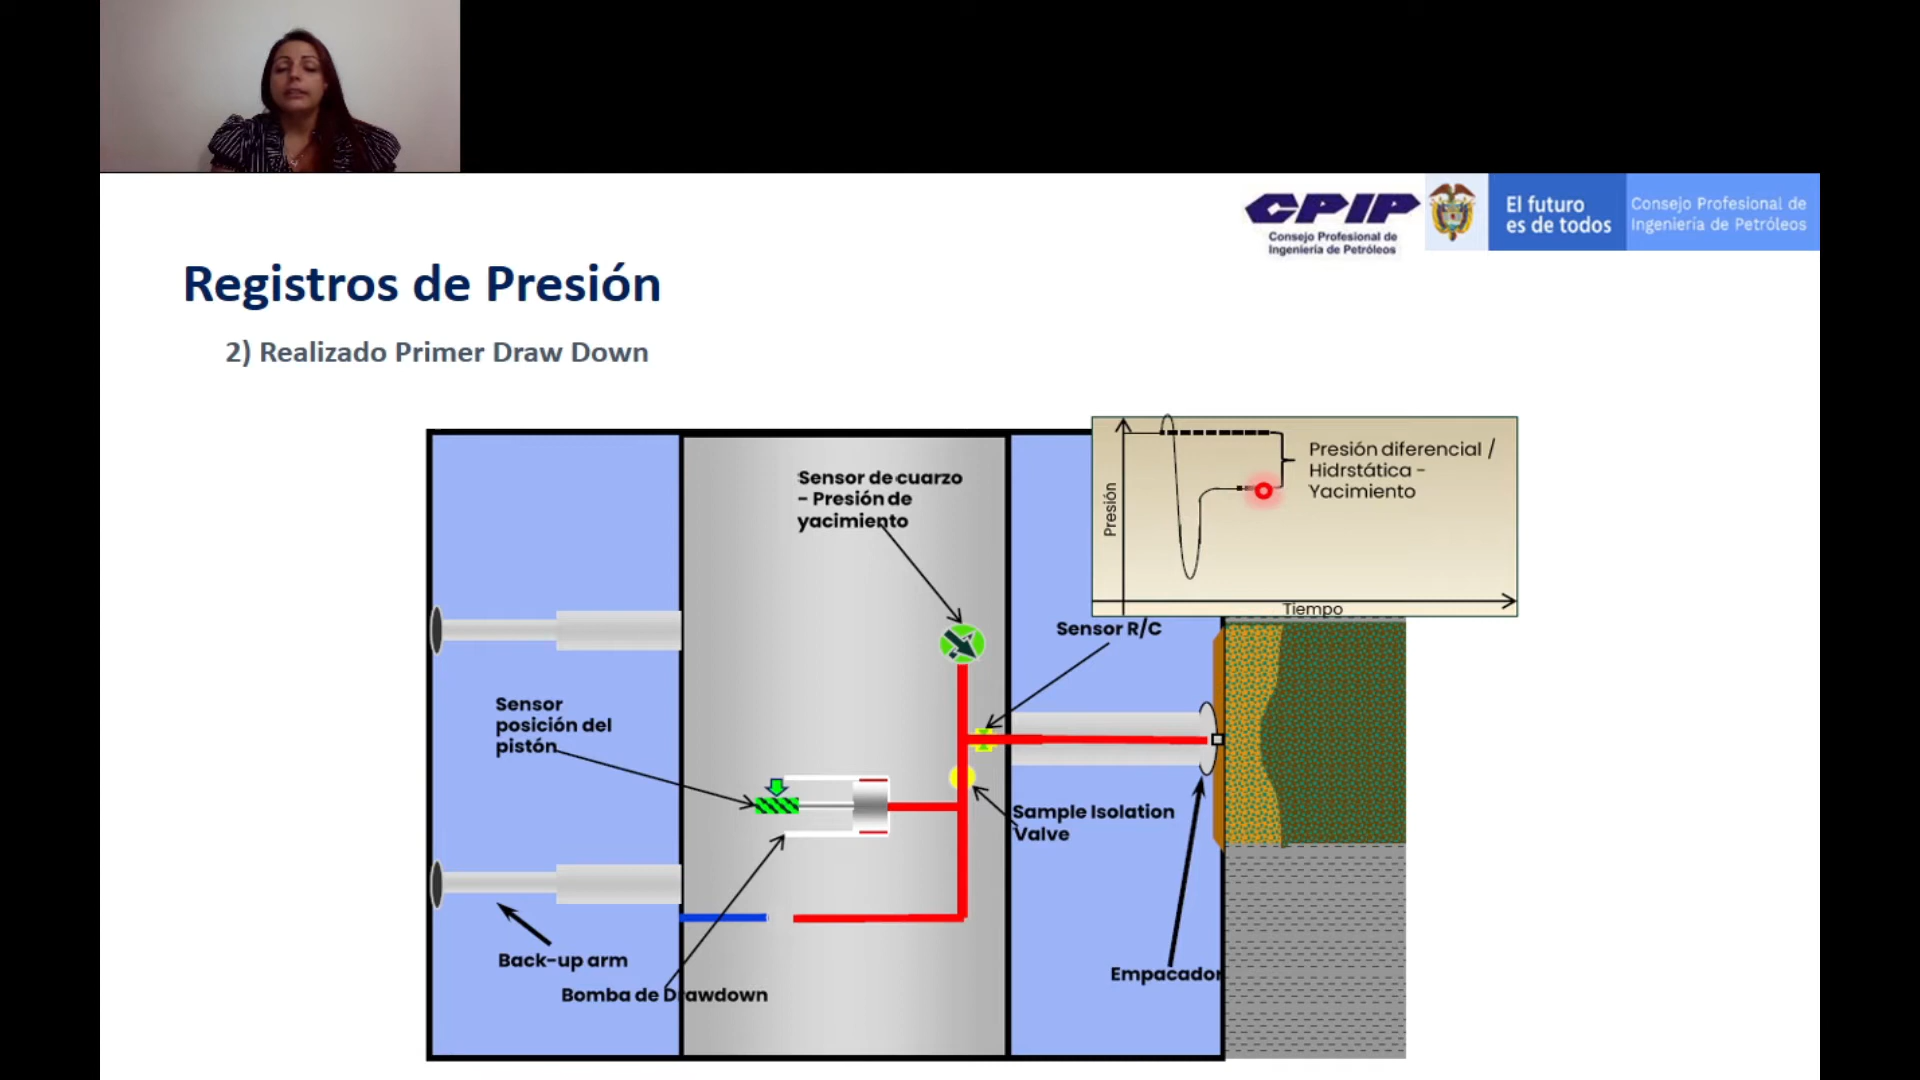 CPIP
Consejo Profesional de
Ingeniería de Petróleos
El futuro
es de todos
Consejo Profesional de
Ingeniería de Petróleos
Registros de Presión
2) Realizado Primer Draw Down
Presión diferencial /
Hidrstática -
Yacimiento
Presión
Tiempo
Sensor de cuarzo
- Presión de
yacimiento
Sensor R/C
Sensor
posición del
pistón
Sample Isolation
Valve
Back-up arm
Bomba de Drawdown
Empacador